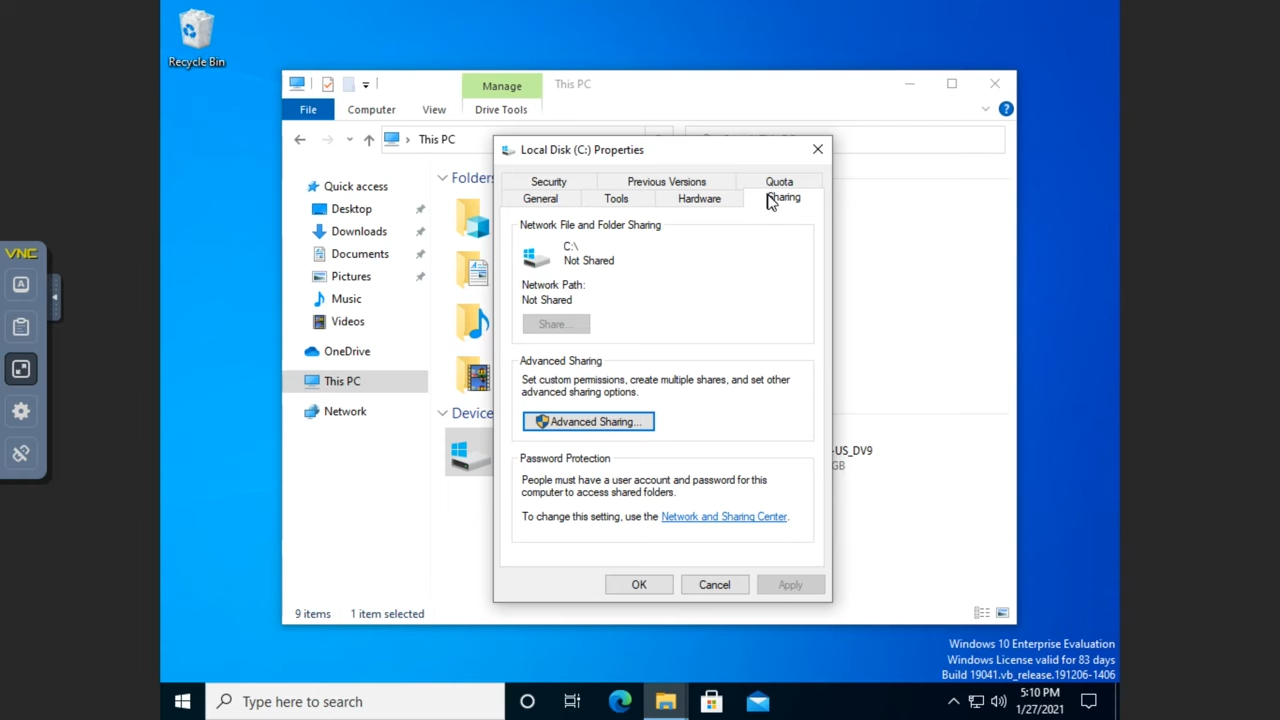 Recycle Bin
Manage
This PC
File
Computer
View
Drive Tools
This PC
Local Disk (C:) Properties
Security
Previous Versions
Quota
General
Tools
Hardware
Sharing
Quick access
Desktop
Downloads
Documents
Pictures
Music
Videos
OneDrive
This PC
Network
Folders
Network File and Folder Sharing
C:\
Not Shared
Network Path:
Not Shared
Share...
Advanced Sharing
Set custom permissions, create multiple shares, and set other
advanced sharing options.
Advanced Sharing...
Password Protection
People must have a user account and password for this
computer to access shared folders.
To change this setting, use the Network and Sharing Center.
OK
Cancel
Apply
-US_DV9
GB
9 items
1 item selected
VNC
A
Windows 10 Enterprise Evaluation
Windows License valid for 83 days
Build 19041.vb_release.191206-1406
Type here to search
5:10 PM
1/27/2021